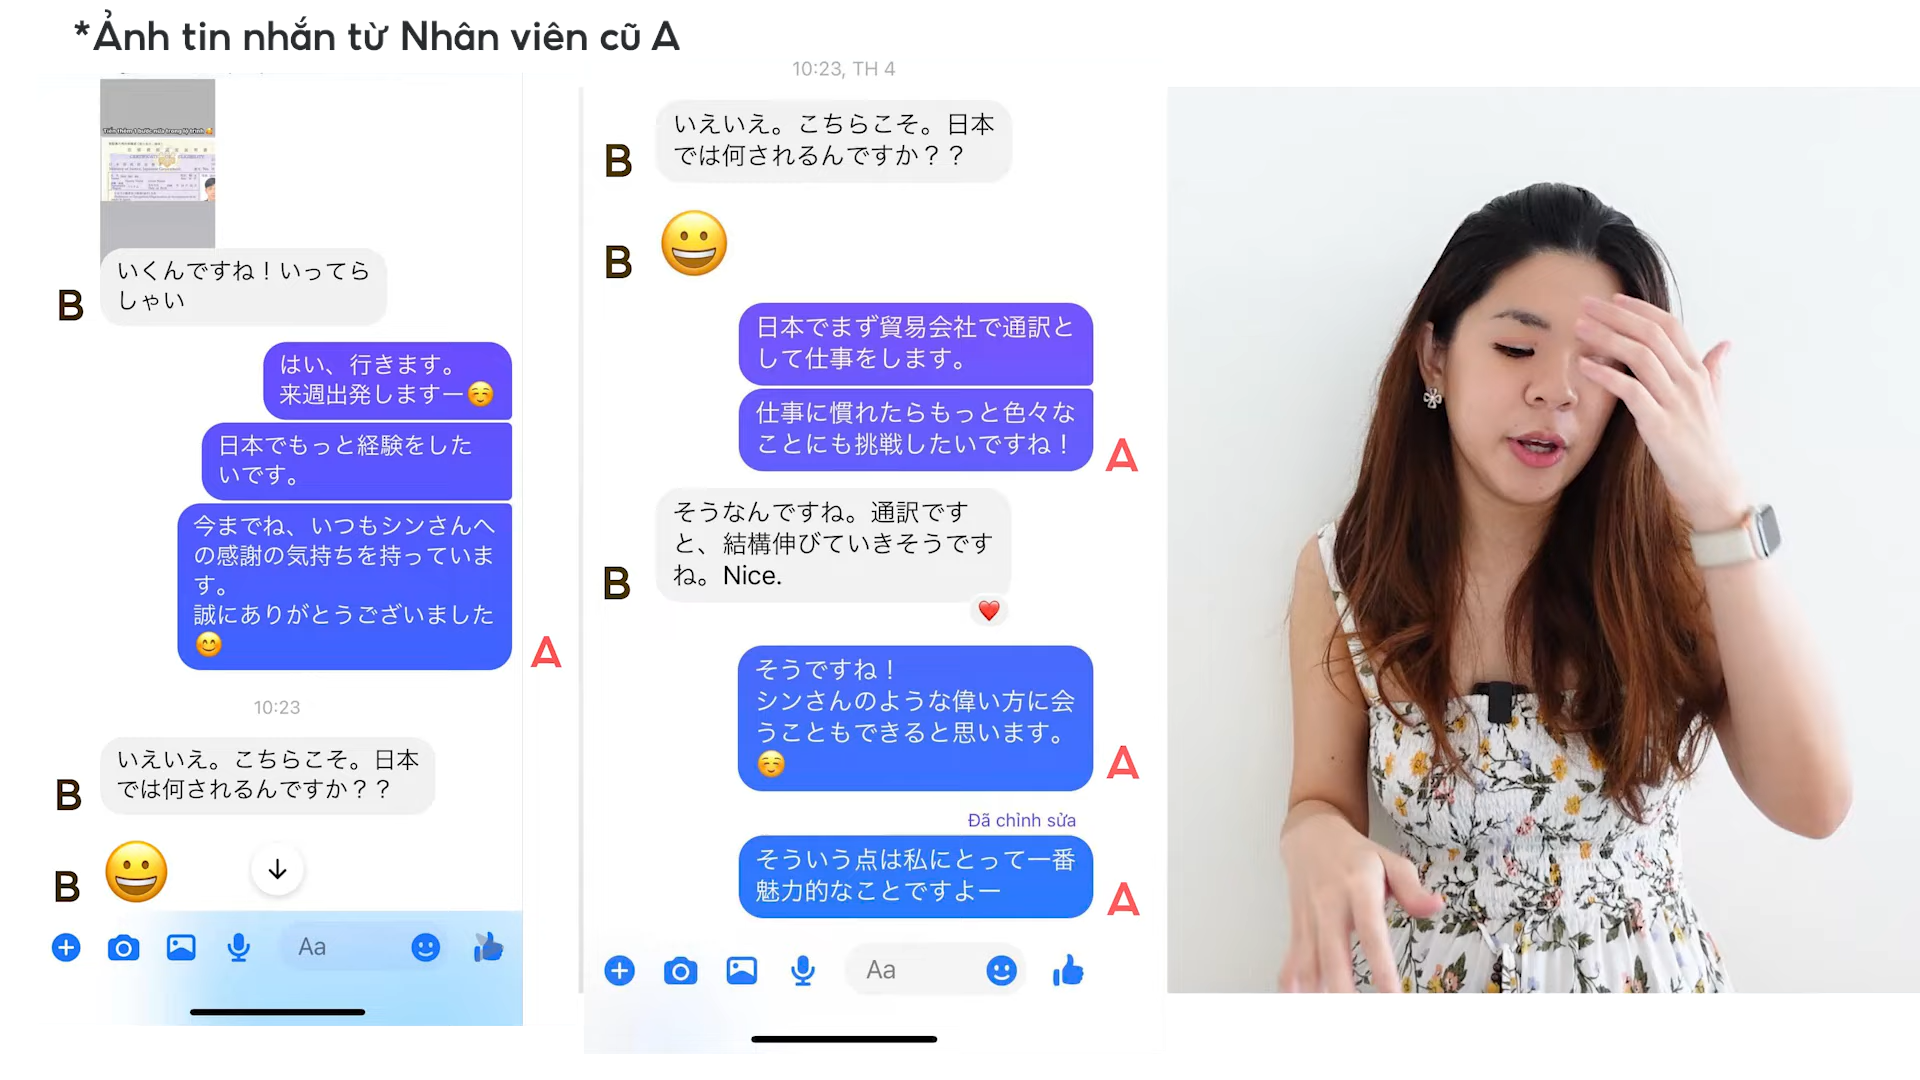 *Ảnh tin nhắn từ Nhân viên cũ A
Tiến thêm 1 bước nữa trong lộ trình
B
いくんですね！いってら
しゃい
はい、行きます。
来週出発しますー☺️
日本でもっと経験をした
いです。
今までね、いつもシンさんへ
の感謝の気持ちを持っていま
す。
誠にありがとうございました
😊
A
10:23
B
いえいえ。こちらこそ。日本
では何されるんですか？？
B
😀
Aa
10:23, TH 4
B
いえいえ。こちらこそ。日本
では何されるんですか？？
B
😀
日本でまず貿易会社で通訳と
して仕事をします。
仕事に慣れたらもっと色々な
ことにも挑戦したいですね！
A
B
そうなんですね。通訳です
と、結構伸びていきそうです
ね。Nice.
❤️
そうですね！
シンさんのような偉い方に会
うこともできると思います。
☺️
A
Đã chỉnh sửa
そういう点は私にとって一番
魅力的なことですよー
A
Aa